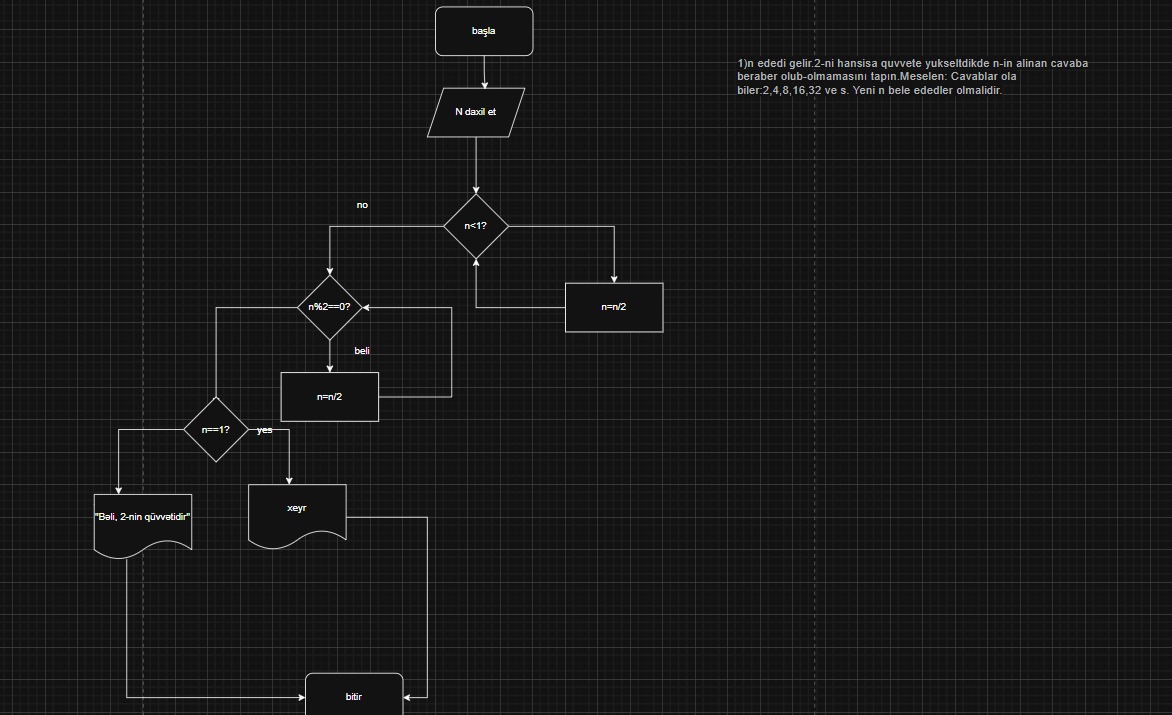 başla
1)n ededi gelir.2-ni hansisa quvvete yukseltdikde n-in alinan cavaba
beraber olub-olmamasını tapın.Meselen: Cavablar ola
biler:2,4,8,16,32 ve s. Yeni n bele ededler olmalidir.
N daxil et
no
n<1?
n%2==0?
n=n/2
beli
n=n/2
n==1?
yes
"Bəli, 2-nin qüvvətidir"
xeyr
bitir